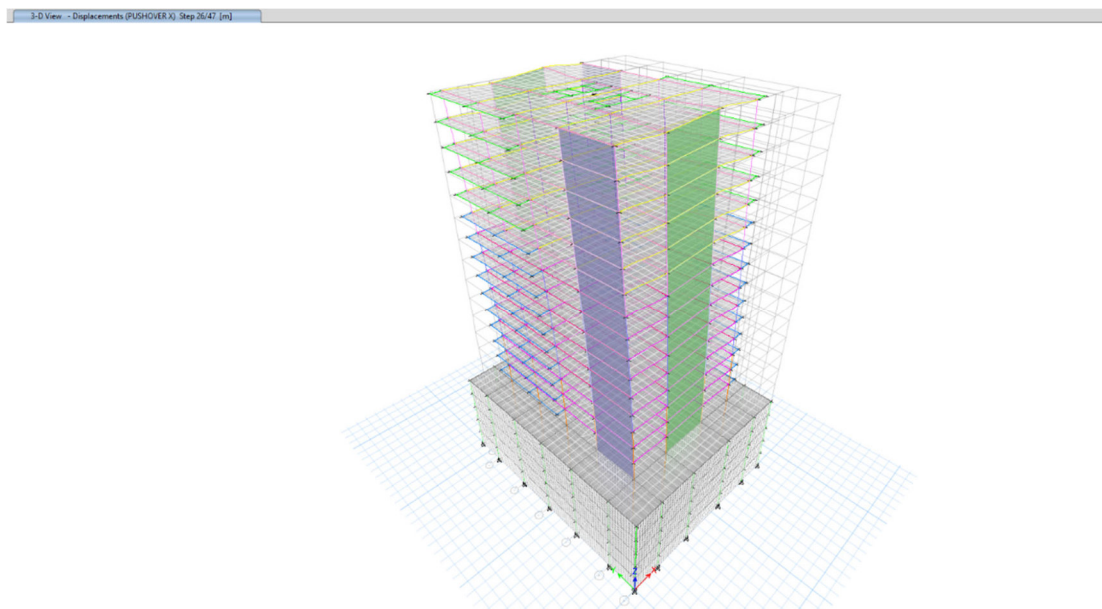 3-D View - Displacements (PUSHOVER X) Step 26/47 [m]
Z